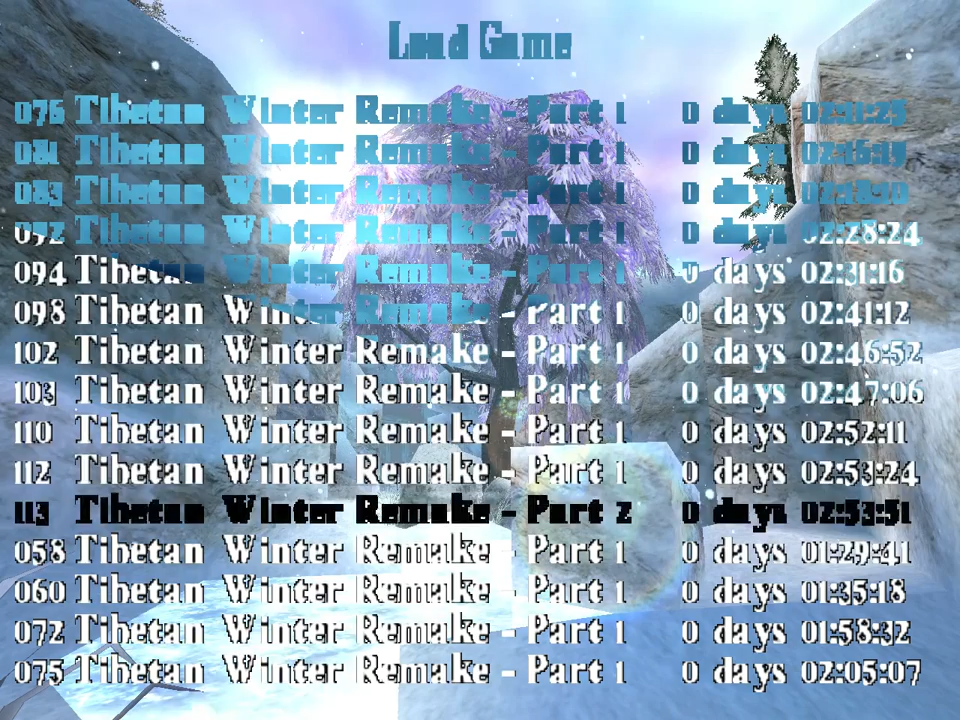 Load Game
076 Tibetan Winter Remake - Part 1 0 days 02:11:25
081 Tibetan Winter Remake - Part 1 0 days 02:16:19
083 Tibetan Winter Remake - Part 1 0 days 02:18:10
092 Tibetan Winter Remake - Part 1 0 days 02:28:24
094 Tibetan Winter Remake - Part 1 0 days 02:31:16
098 Tibetan Winter Remake - Part 1 0 days 02:41:12
102 Tibetan Winter Remake - Part 1 0 days 02:46:52
103 Tibetan Winter Remake - Part 1 0 days 02:47:06
110 Tibetan Winter Remake - Part 1 0 days 02:52:11
112 Tibetan Winter Remake - Part 1 0 days 02:53:24
113 Tibetan Winter Remake - Part 2 0 days 02:53:51
058 Tibetan Winter Remake - Part 1 0 days 01:29:41
060 Tibetan Winter Remake - Part 1 0 days 01:35:18
072 Tibetan Winter Remake - Part 1 0 days 01:58:32
075 Tibetan Winter Remake - Part 1 0 days 02:05:07